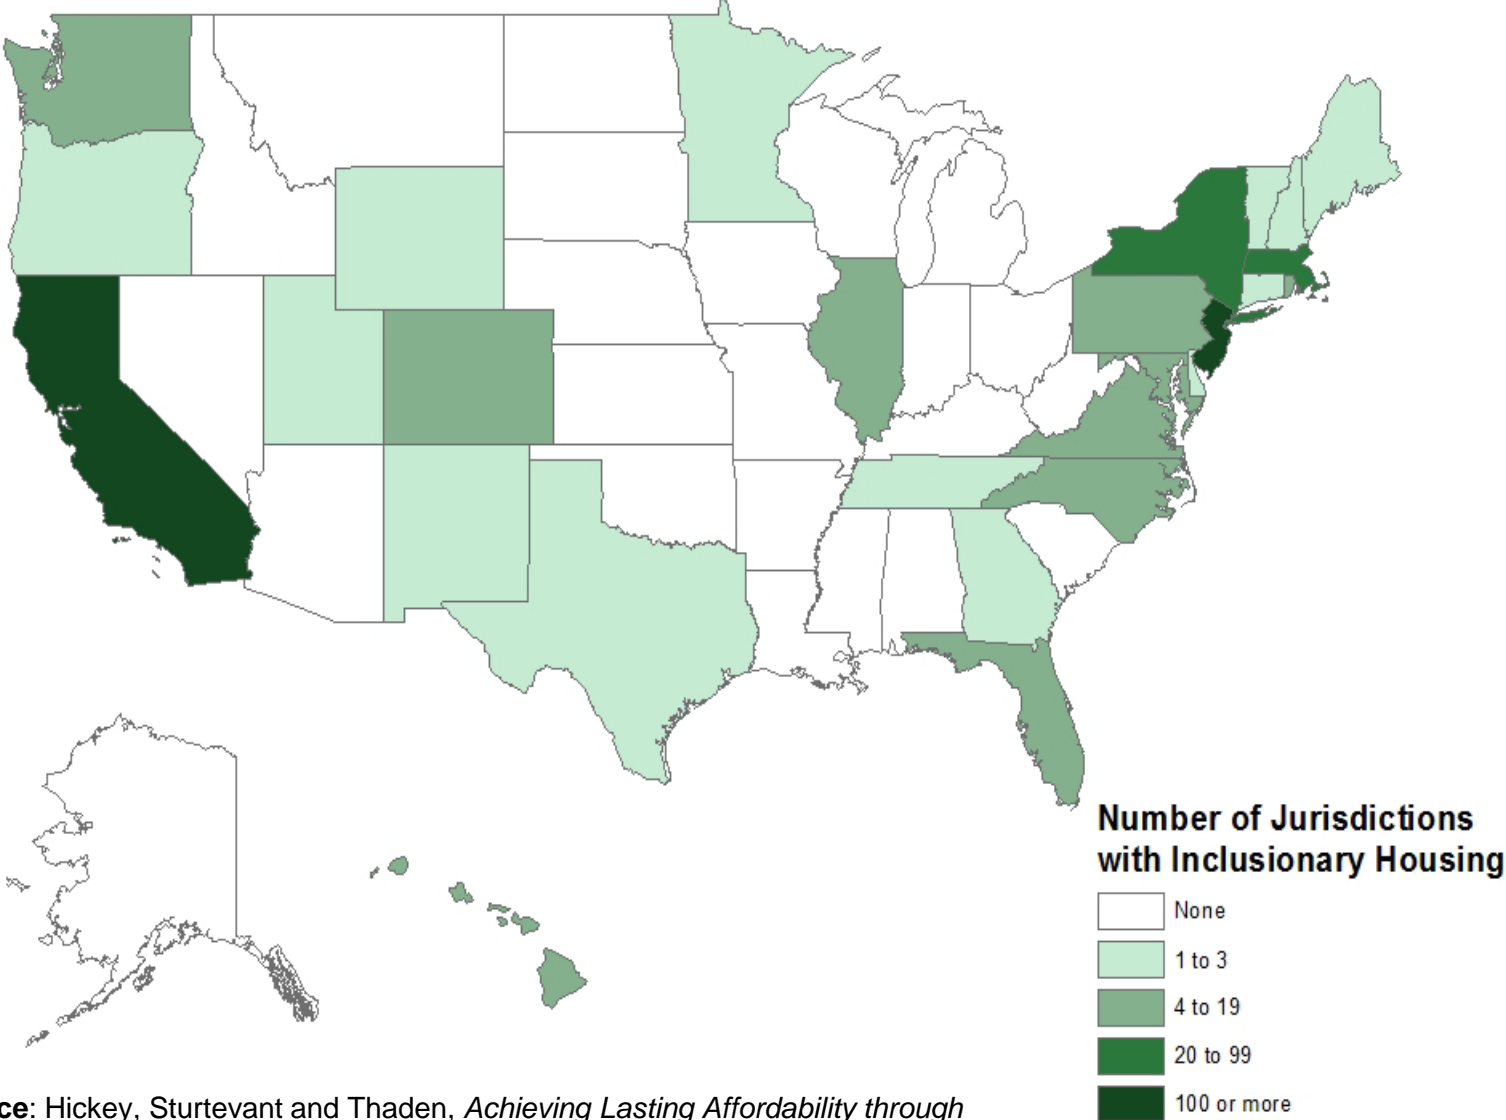 Number of Jurisdictions
with Inclusionary Housing
None
1 to 3
4 to 19
20 to 99
100 or more
ce: Hickey, Sturtevant and Thaden, Achieving Lasting Affordability through